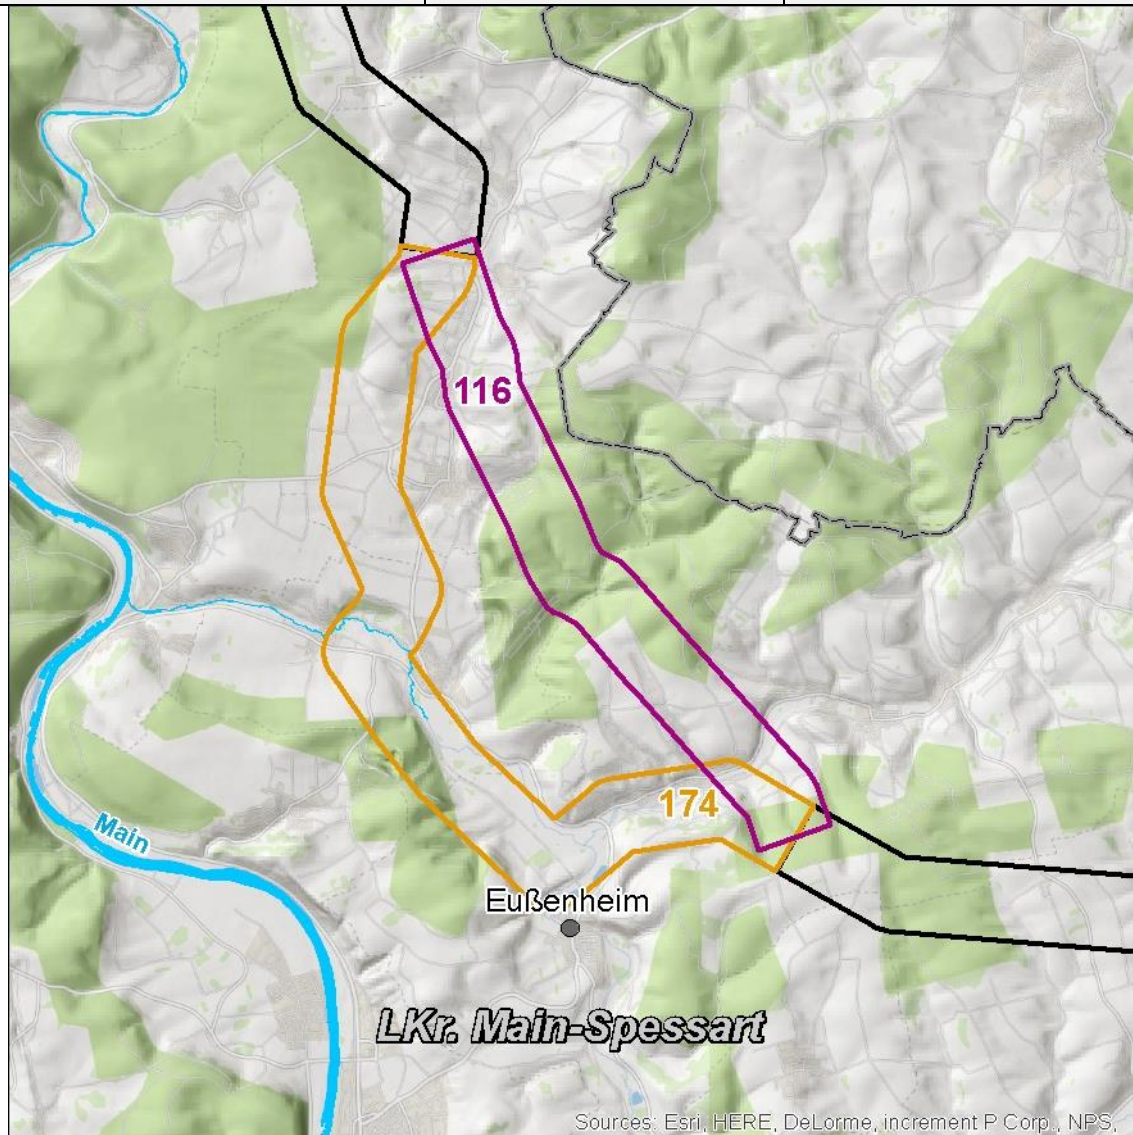 116
174
Main
Eußenheim
LKr. Main-Spessart
Sources: Esri, HERE, DeLorme, increment P Corp., NPS,